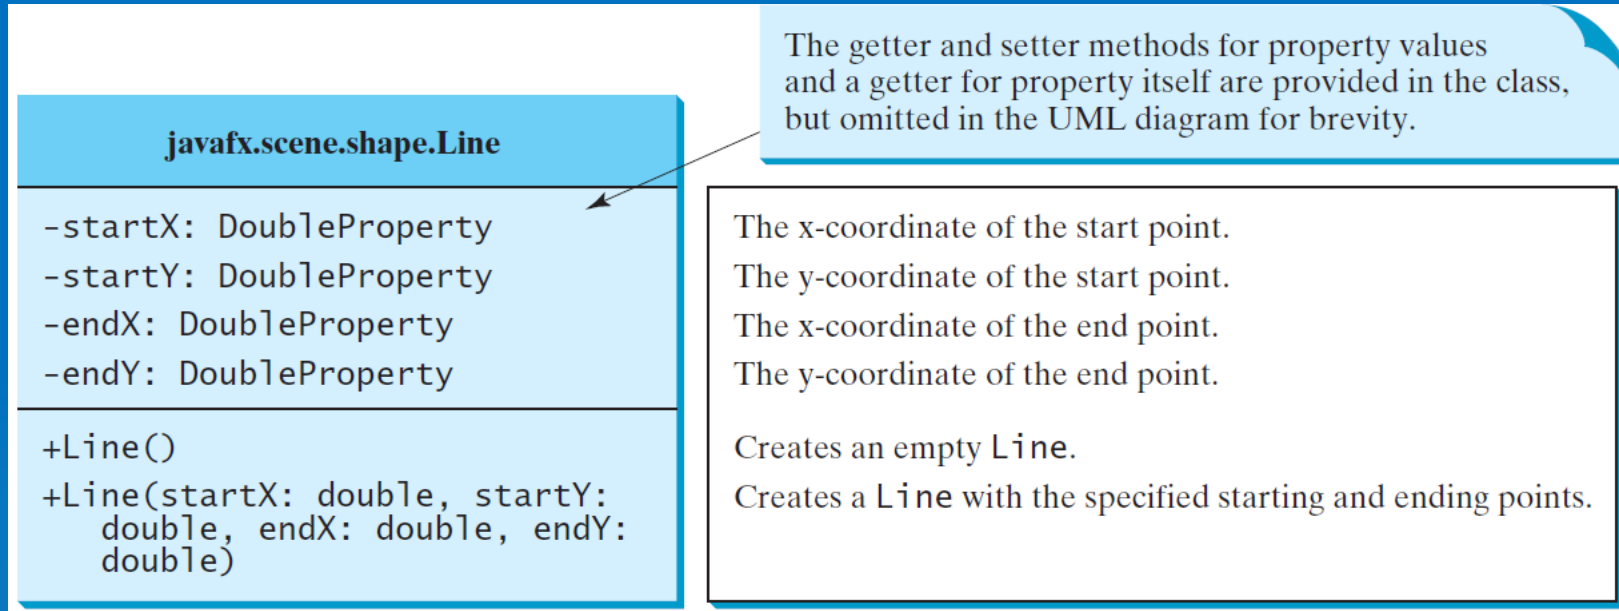 The getter and setter methods for property values
and a getter for property itself are provided in the class,
but omitted in the UML diagram for brevity.
javafx.scene.shape.Line
-startX: DoubleProperty
The x-coordinate of the start point.
-startY: DoubleProperty
The y-coordinate of the start point.
-endX: DoubleProperty
The x-coordinate of the end point.
-endY: DoubleProperty
The y-coordinate of the end point.
+Line()
Creates an empty Line.
+Line(startX: double, startY:
double, endX: double, endY:
double)
Creates a Line with the specified starting and ending points.